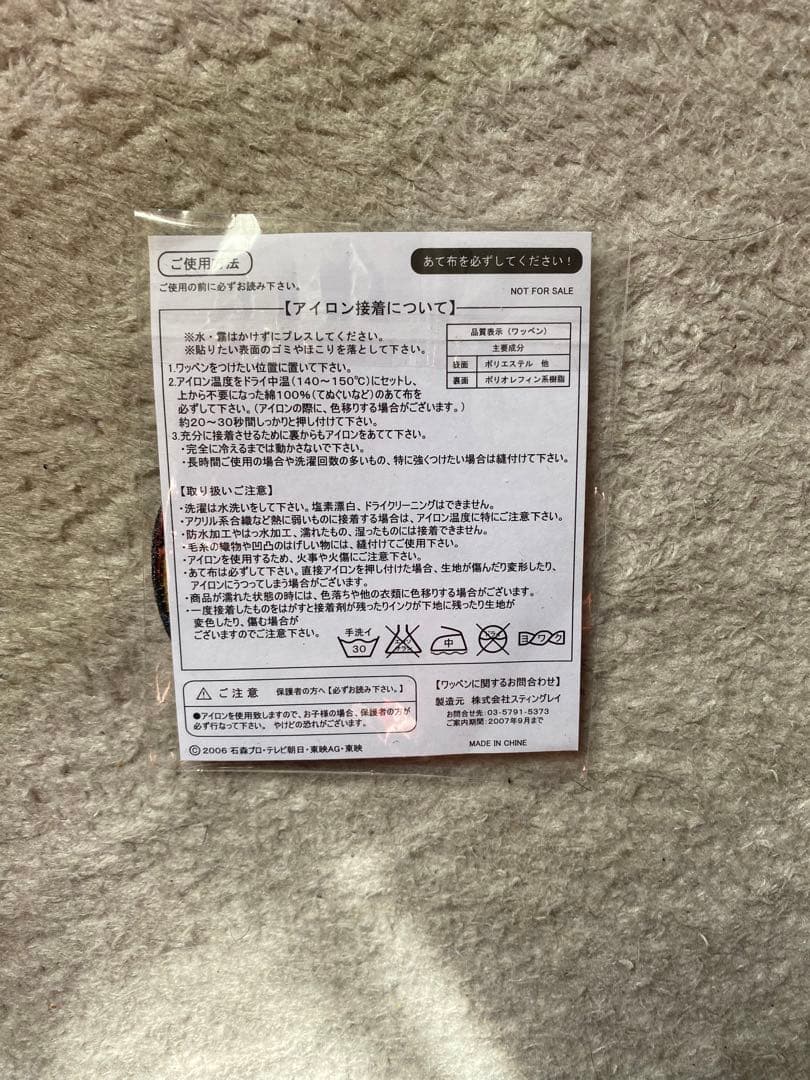 ご使用方法
あて布を必ずしてください！
ご使用の前に必ずお読み下さい。
NOT FOR SALE
【アイロン接着について】
※水・霧はかけずにプレスしてください。
※貼りたい表面のゴミやほこりを落として下さい。
品質表示（ワッペン）
主要成分
表面 ポリエステル 他
裏面 ポリオレフィン系樹脂
1.ワッペンをつけたい位置に置いて下さい。
2.アイロン温度をドライ中温（140～150℃）にセットし、
上から不要になった綿100％（てぬぐいなど）のあて布を
必ずして下さい。（アイロンの際に、色移りする場合がございます。）
約20～30秒間しっかりと押し付けて下さい。
3.充分に接着させるために裏からもアイロンをあてて下さい。
・完全に冷えるまでは動かさないで下さい。
・長時間ご使用の場合や洗濯回数の多いもの、特に強くつけたい場合は縫付けて下さい。
【取り扱いご注意】
・洗濯は水洗いをして下さい。塩素漂白、ドライクリーニングはできません。
・アクリル系合繊など熱に弱いものに接着する場合は、アイロン温度に特にご注意下さい。
・防水加工やはっ水加工、濡れたもの、湿ったものには接着できません。
・毛糸の織物や凹凸のはげしい物には、縫付けてご使用下さい。
・アイロンを使用するため、火事や火傷にご注意下さい。
・あて布は必ずして下さい。直接アイロンを押し付けた場合、生地が傷んだり変形したり、
アイロンにうつってしまう場合がございます。
・商品が濡れた状態の時には、色落ちや他の衣類に色移りする場合がございます。
・一度接着したものをはがすと接着剤が残ったりインクが下地に残ったり生地が
変色したり、傷む場合が
ございますのでご注意下さい。
手洗イ
30
エンソサラシ
中
ドライ
ヨワク
ご注意 保護者の方へ【必ずお読み下さい。】
●アイロンを使用致しますので、お子様の場合、保護者の方が
必ず行なって下さい。 やけどの恐れがございます。
【ワッペンに関するお問合わせ】
製造元 株式会社スティングレイ
お問合せ先：03-5791-5373
ご案内期間：2007年9月まで
©2006 石森プロ・テレビ朝日・東映AG・東映
MADE IN CHINE